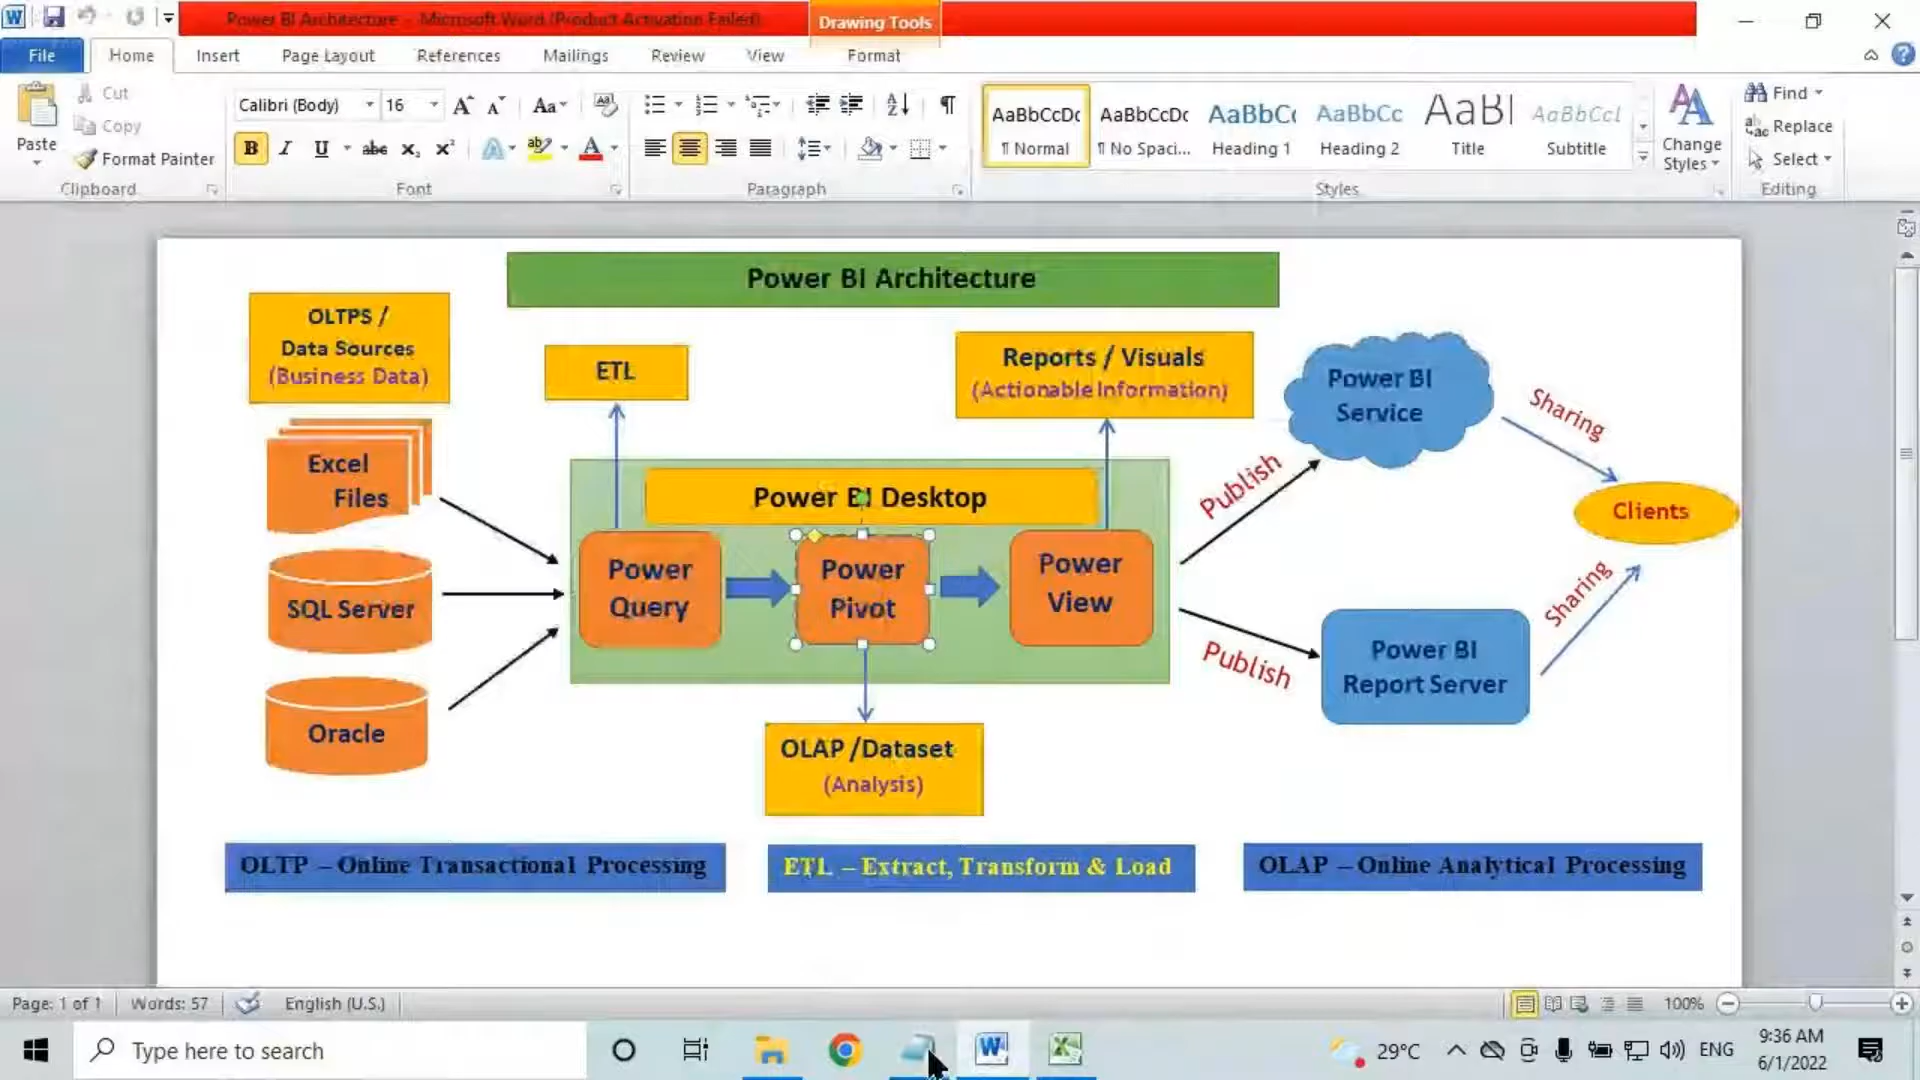 Power BI Architecture - Microsoft Word (Product Activation Failed)
Drawing Tools
File
Home
Insert
Page Layout
References
Mailings
Review
View
Format
Paste
Cut
Copy
Format Painter
Clipboard
Calibri (Body)
16
Font
Paragraph
AaBbCcDc
¶ Normal
AaBbCcDc
¶ No Spaci...
AaBbCc
Heading 1
AaBbCc
Heading 2
AaBl
Title
AaBbCcL
Subtitle
Change
Styles
Styles
Find
Replace
Select
Editing
Power BI Architecture
OLTPS /
Data Sources
(Business Data)
ETL
Reports / Visuals
(Actionable Information)
Power BI
Service
Sharing
Excel
Files
Power BI Desktop
Publish
Clients
SQL Server
Power
Query
Power
Pivot
Power
View
Sharing
Publish
Power BI
Report Server
Oracle
OLAP /Dataset
(Analysis)
OLTP – Online Transactional Processing
ETL – Extract, Transform & Load
OLAP – Online Analytical Processing
Page: 1 of 1
Words: 57
English (U.S.)
100%
Type here to search
29°C
ENG
9:36 AM
6/1/2022